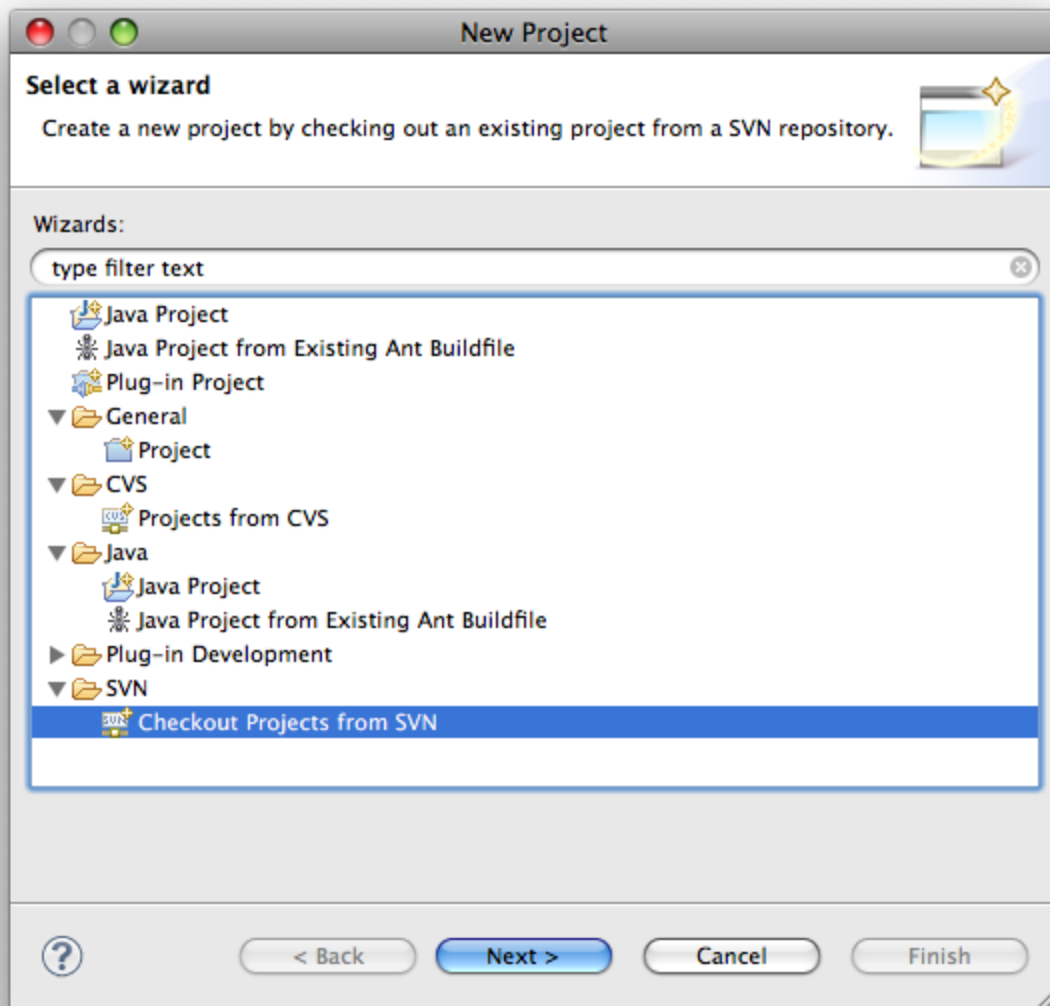 New Project
Select a wizard
Create a new project by checking out an existing project from a SVN repository.
Wizards:
type filter text
Java Project
Java Project from Existing Ant Buildfile
Plug-in Project
General
Project
CVS
CVS
Projects from CVS
Java
Java Project
Java Project from Existing Ant Buildfile
Plug-in Development
SVN
SVN
Checkout Projects from SVN
?
< Back
Next >
Cancel
Finish